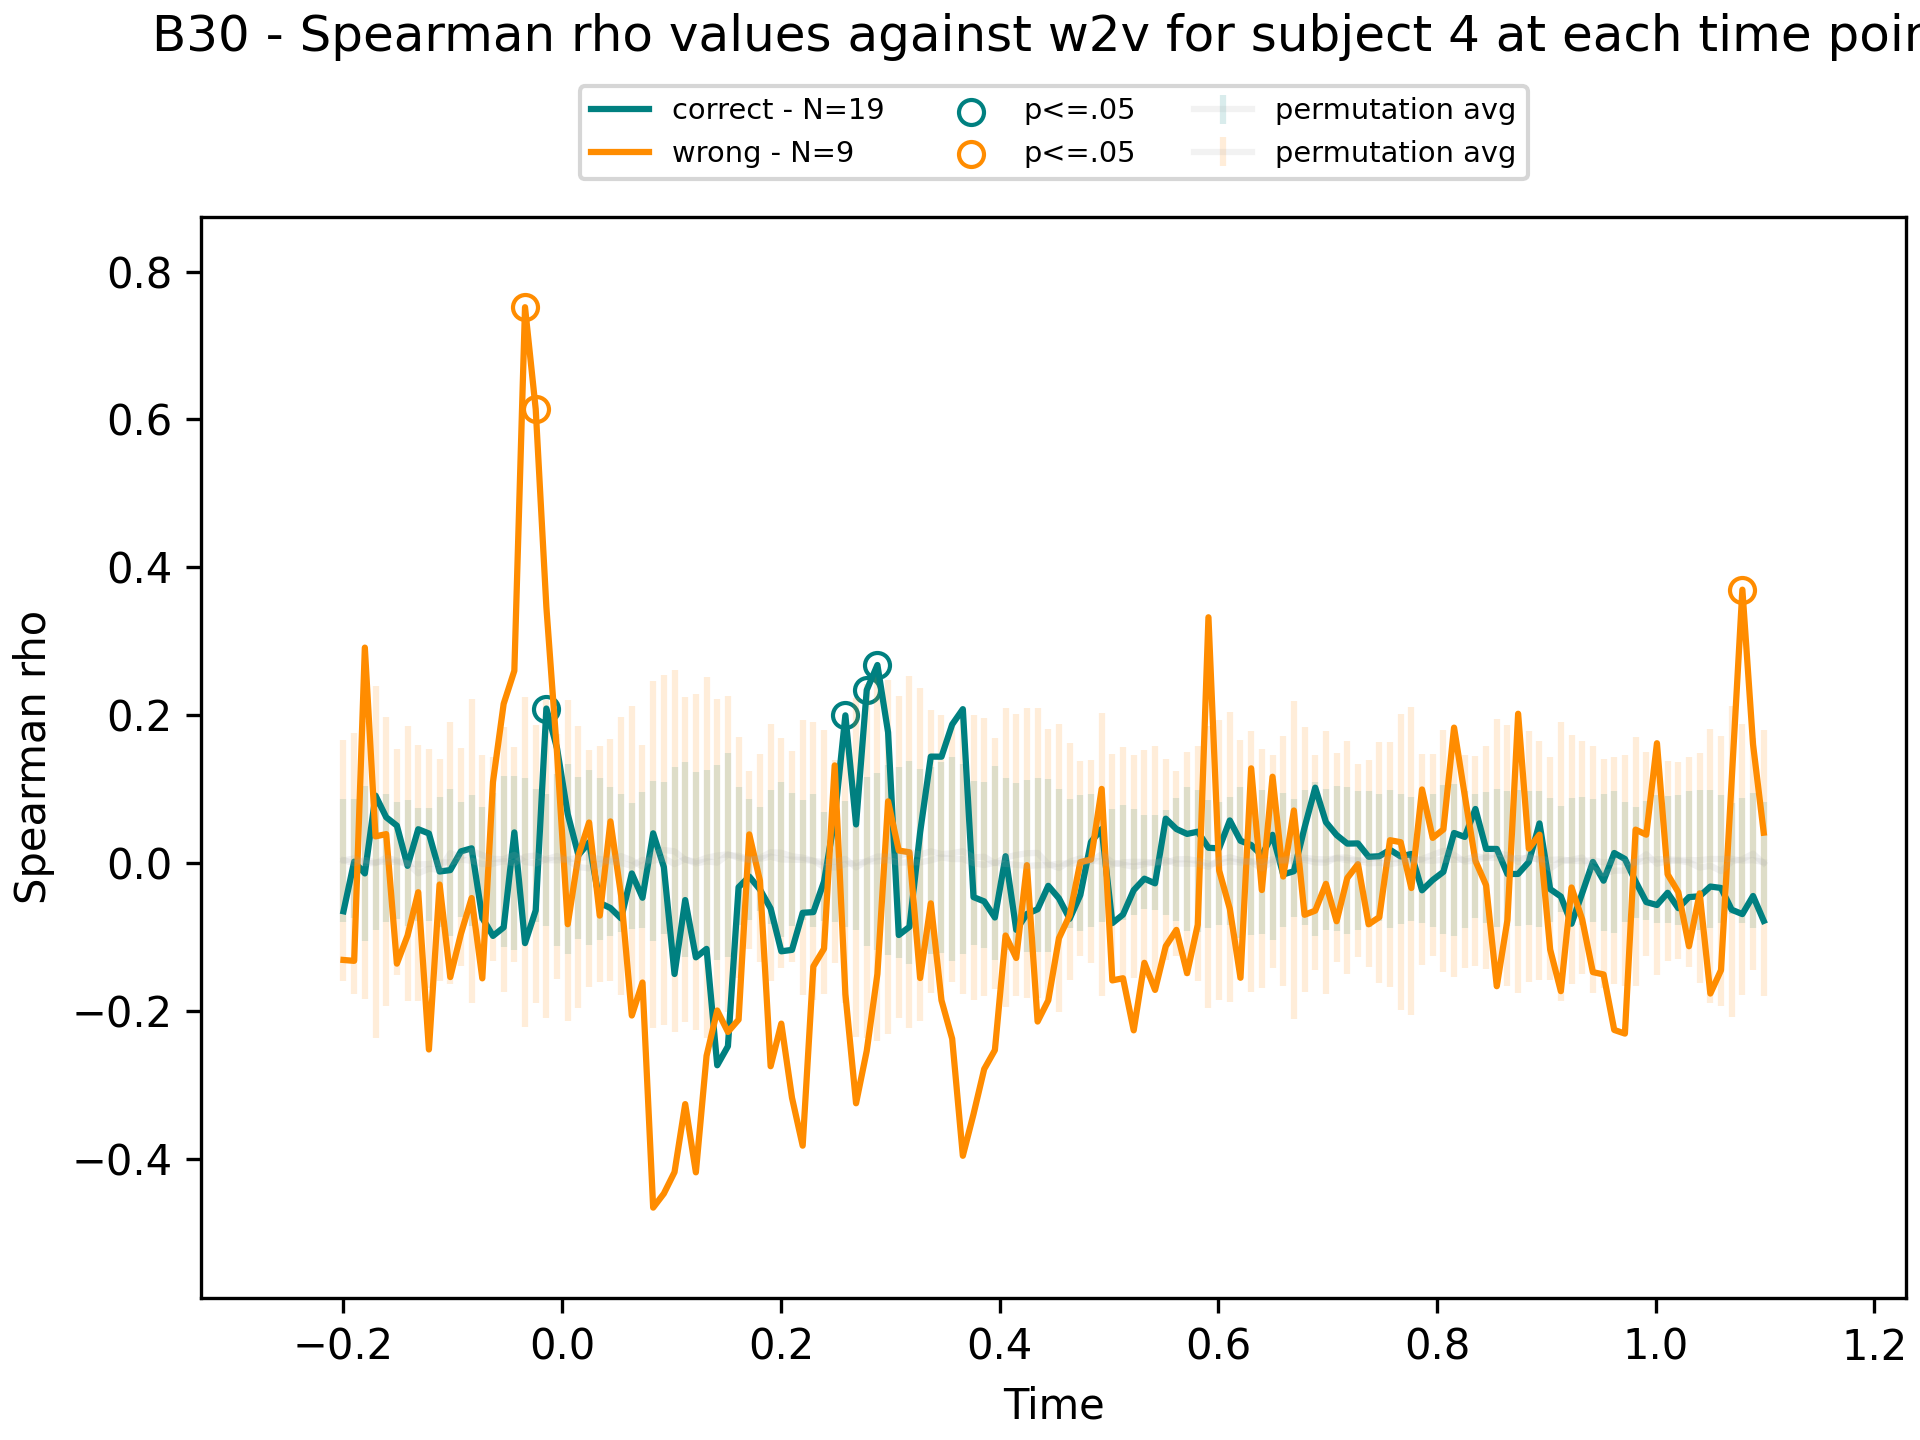 B30 - Spearman rho values against w2v for subject 4 at each time poin
correct - N=19 p<=.05 permutation avg
wrong - N=9 p<=.05 permutation avg
0.8
0.6
0.4
0.2
0.0
−0.2
−0.4
Spearman rho
−0.2 0.0 0.2 0.4 0.6 0.8 1.0 1.2
Time